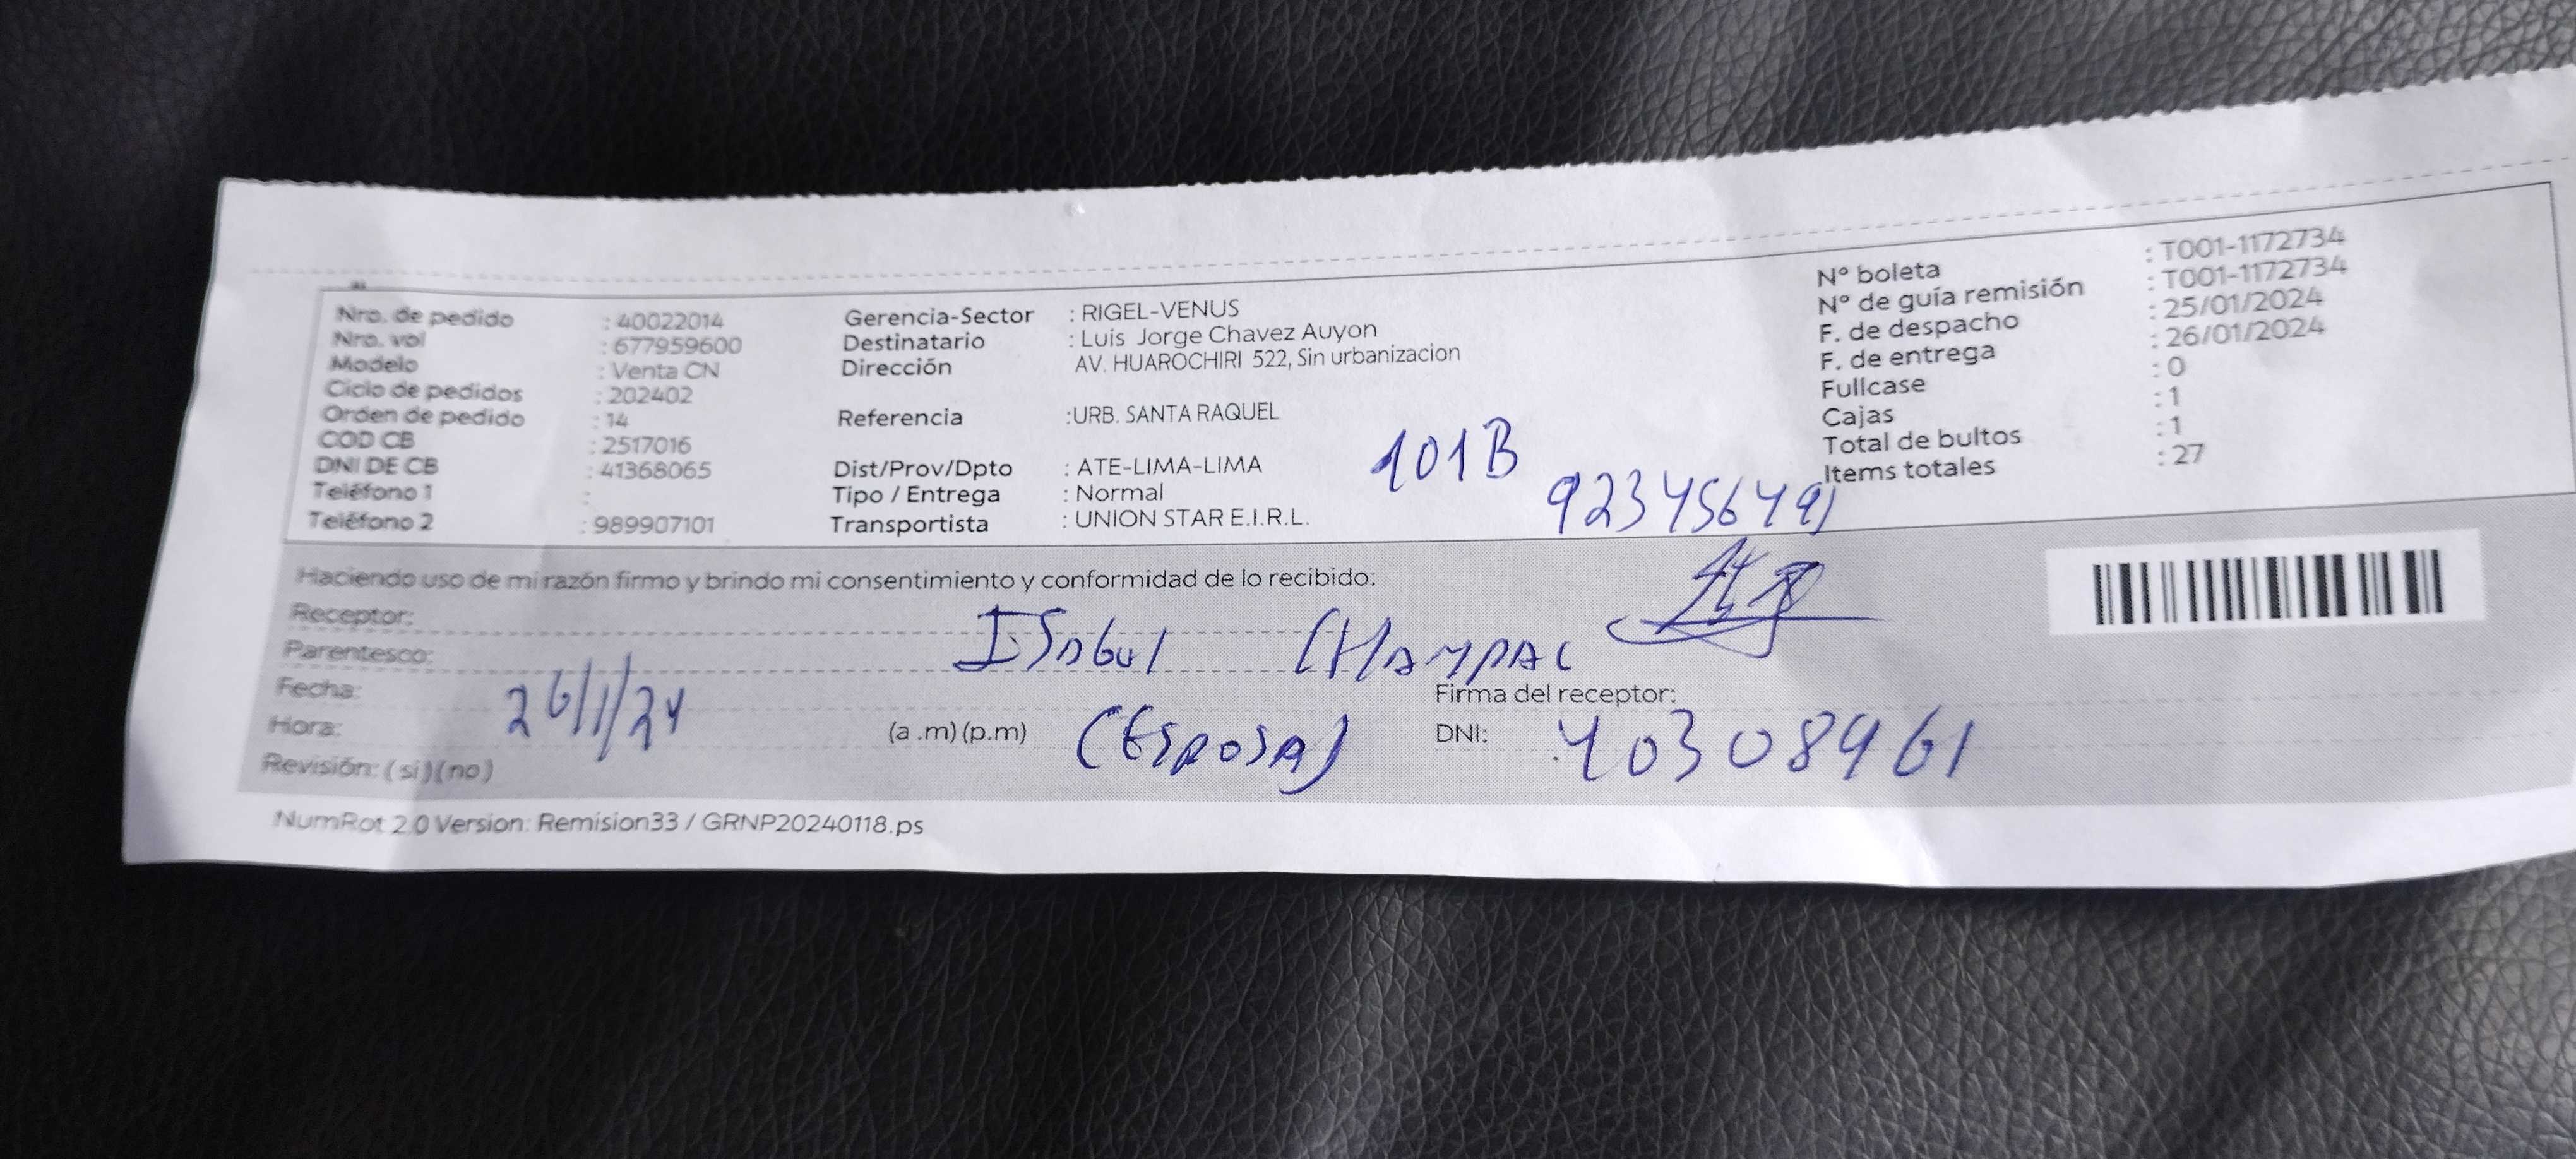 Nro. de pedido : 40022014
Nro. vol : 677959600
Modelo : Venta CN
Ciclo de pedidos : 202402
Orden de pedido : 14
COD CB : 2517016
DNI DE CB : 41368065
Teléfono 1 :
Teléfono 2 : 989907101
Gerencia-Sector : RIGEL-VENUS
Destinatario : Luis Jorge Chavez Auyon
Dirección AV. HUAROCHIRI 522, Sin urbanizacion
Referencia :URB. SANTA RAQUEL
Dist/Prov/Dpto : ATE-LIMA-LIMA
Tipo / Entrega : Normal
Transportista : UNION STAR E.I.R.L.
101B
Nº boleta : T001-1172734
Nº de guía remisión : T001-1172734
F. de despacho : 25/01/2024
F. de entrega : 26/01/2024
Fullcase : 0
Cajas : 1
Total de bultos : 1
Items totales : 27
Haciendo uso de mi razón firmo y brindo mi consentimiento y conformidad de lo recibido:
Receptor: Isabel
Parentesco:
Fecha: 26/1/24
Firma del receptor:
Hora: (a .m) (p.m) (Esposa) DNI: 40308961
Revisión: ( si ) ( no )
NumRot 2.0 Version: Remision33 / GRNP20240118.ps